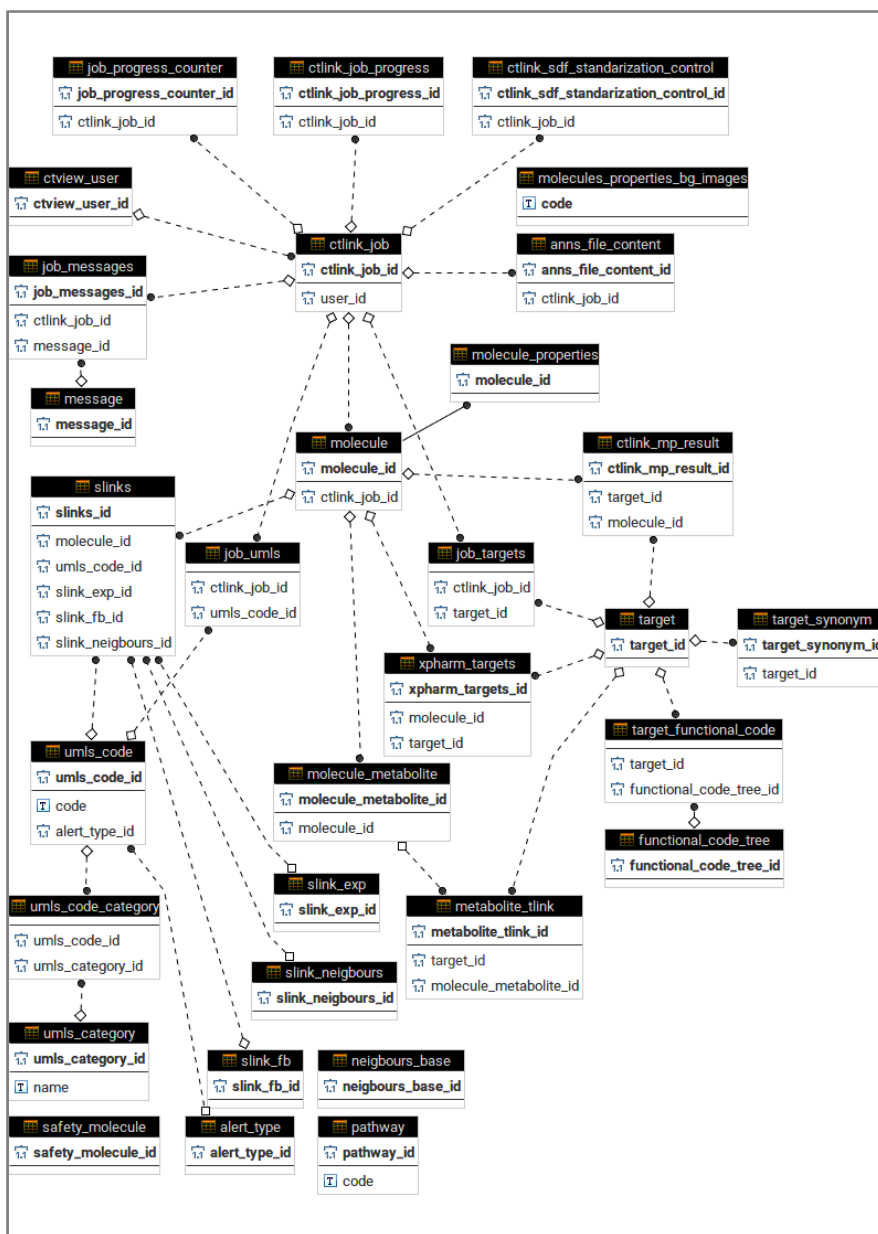 job_progress_counter
job_progress_counter_id
ctlink_job_id
ctlink_job_progress
ctlink_job_progress_id
ctlink_job_id
ctlink_sdf_standarization_control
ctlink_sdf_standarization_control_id
ctlink_job_id
ctview_user
ctview_user_id
molecules_properties_bg_images
T code
ctlink_job
ctlink_job_id
user_id
anns_file_content
anns_file_content_id
ctlink_job_id
job_messages
job_messages_id
ctlink_job_id
message_id
message
message_id
molecule_properties
molecule_id
molecule
molecule_id
ctlink_job_id
ctlink_mp_result
ctlink_mp_result_id
target_id
molecule_id
slinks
slinks_id
molecule_id
umls_code_id
slink_exp_id
slink_fb_id
slink_neigbours_id
job_umls
ctlink_job_id
umls_code_id
job_targets
ctlink_job_id
target_id
target
target_id
target_synonym
target_synonym_id
target_id
xpharm_targets
xpharm_targets_id
molecule_id
target_id
target_functional_code
target_id
functional_code_tree_id
umls_code
umls_code_id
T code
alert_type_id
molecule_metabolite
molecule_metabolite_id
molecule_id
functional_code_tree
functional_code_tree_id
slink_exp
slink_exp_id
metabolite_tlink
metabolite_tlink_id
target_id
molecule_metabolite_id
umls_code_category
umls_code_id
umls_category_id
slink_neigbours
slink_neigbours_id
umls_category
umls_category_id
T name
slink_fb
slink_fb_id
neigbours_base
neigbours_base_id
safety_molecule
safety_molecule_id
alert_type
alert_type_id
pathway
pathway_id
T code